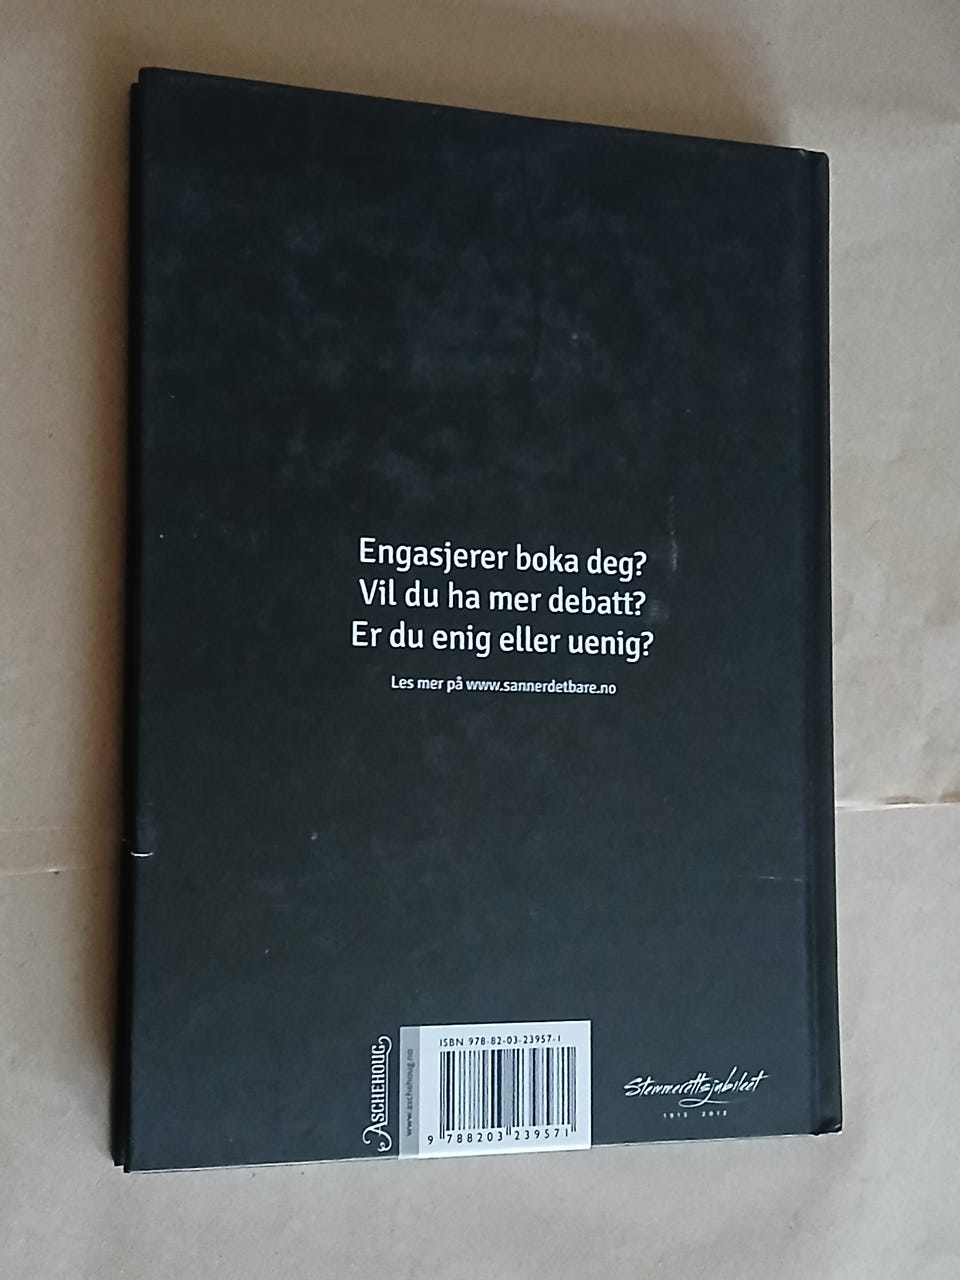 Engasjerer boka deg?
Vil du ha mer debatt?
Er du enig eller uenig?
Les mer på www.sannerdetbare.no
ASCHEHOUG
www.aschehoug.no
ISBN 978-82-03-23957-1
9 788203 239571
Stemmerettsjubileet
1913 2013